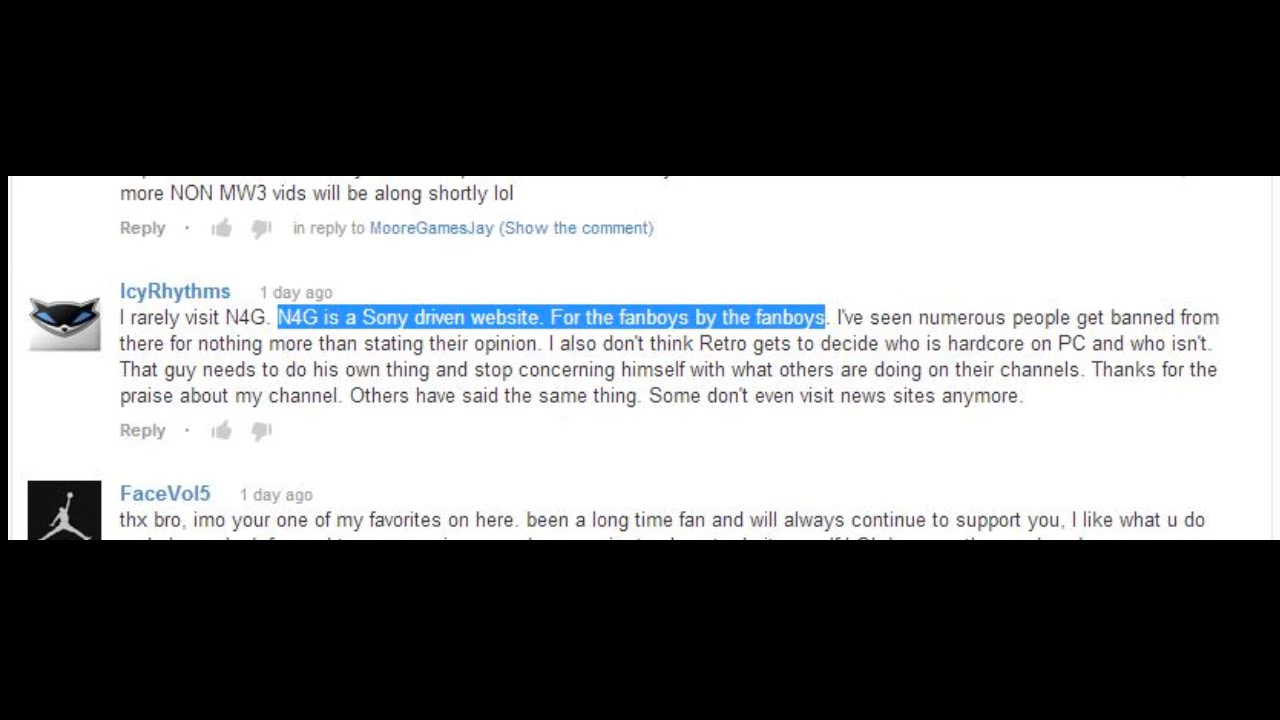 more NON MW3 vids will be along shortly lol
Reply · in reply to MooreGamesJay (Show the comment)
IcyRhythms 1 day ago
I rarely visit N4G. N4G is a Sony driven website. For the fanboys by the fanboys. I've seen numerous people get banned from
there for nothing more than stating their opinion. I also don't think Retro gets to decide who is hardcore on PC and who isn't.
That guy needs to do his own thing and stop concerning himself with what others are doing on their channels. Thanks for the
praise about my channel. Others have said the same thing. Some don't even visit news sites anymore.
Reply ·
FaceVol5 1 day ago
thx bro, imo your one of my favorites on here. been a long time fan and will always continue to support you, I like what u do